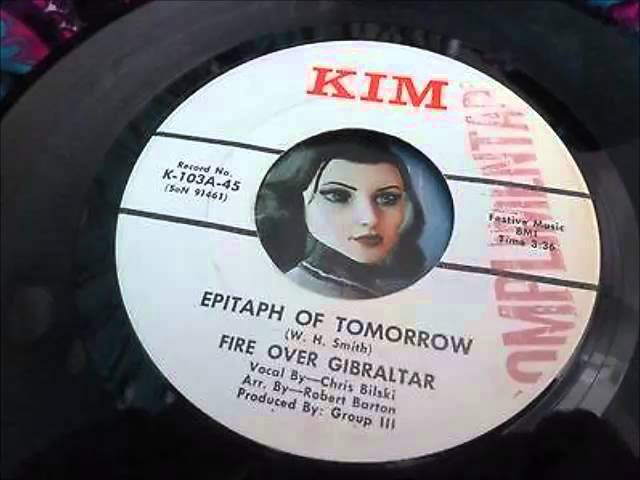 KIM
Record No.
K-103A-45
(SoN 91461)
Festive Music
BMI
Time 3:36
EPITAPH OF TOMORROW
(W. H. Smith)
FIRE OVER GIBRALTAR
Vocal By—Chris Bilski
Arr. By—Robert Barton
Produced By: Group III